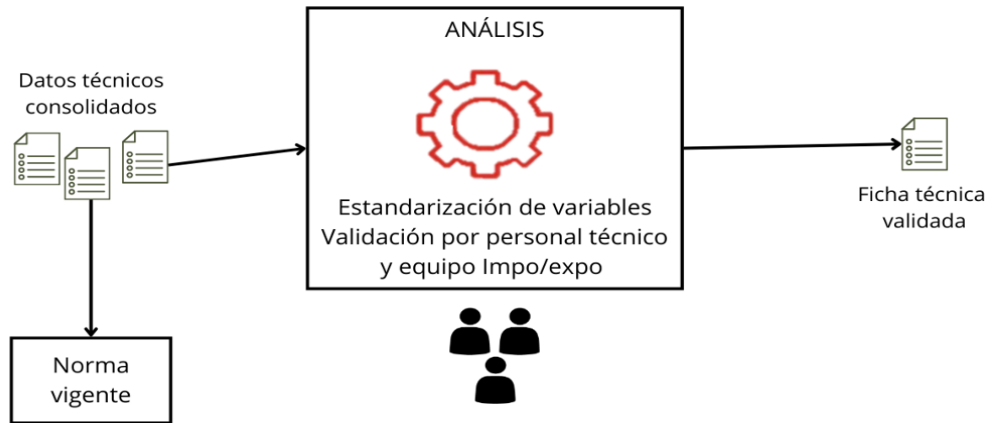 ANÁLISIS
Datos técnicos
consolidados
Estandarización de variables
Validación por personal técnico
y equipo Impo/expo
Ficha técnica
validada
Norma
vigente